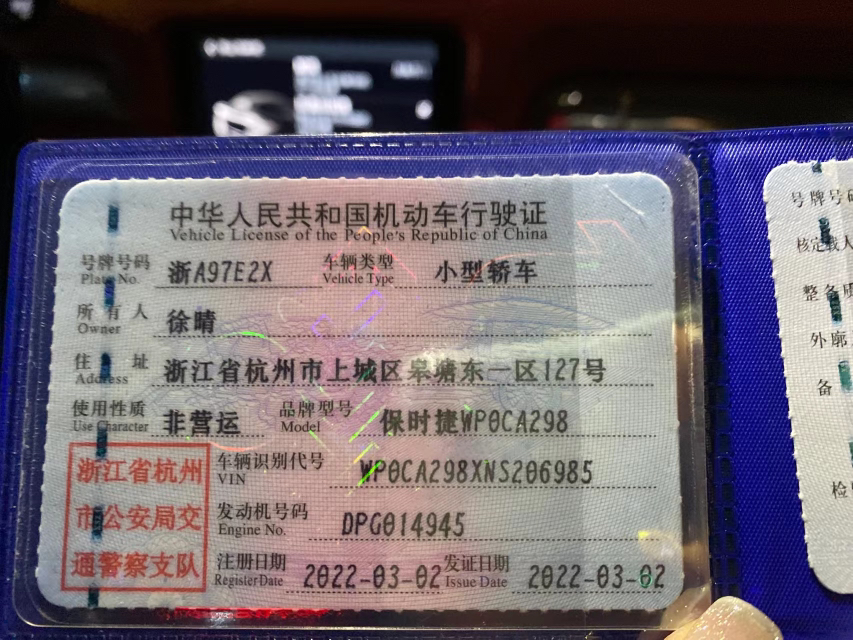 中华人民共和国机动车行驶证
Vehicle License of the People's Republic of China
号牌号码 浙A97E2X 车辆类型 小型轿车
Plate No. Vehicle Type
所有人 徐晴
Owner
住址 浙江省杭州市上城区皋塘东一区127号
Address
使用性质 非营运 品牌型号 保时捷WP0CA298
Use Character Model
浙江省杭州
市公安局交
通警察支队
车辆识别代号 WP0CA298XNS206985
VIN
发动机号码 DPG014945
Engine No.
注册日期 2022-03-02 发证日期 2022-03-02
Register Date Issue Date
号牌号码
核定载人
整备质
外廓
备
检